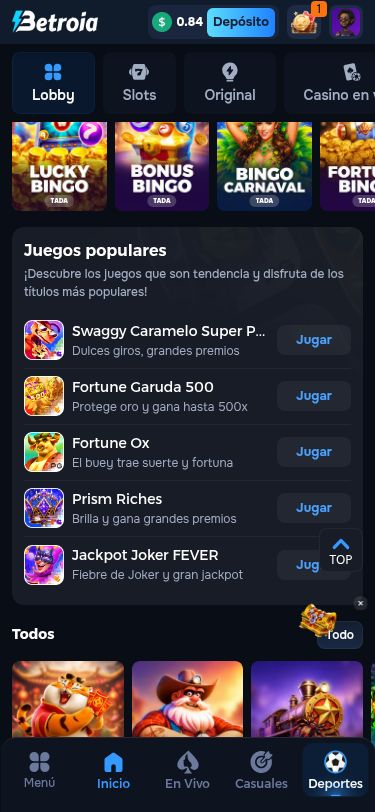 Betroia
$ 0.84 Depósito
1
Lobby
Slots
Original
Casino en v
LUCKY
BINGO
TADA
BONUS
BINGO
TADA
BINGO
CARNAVAL
TADA
FORTU
BING
TADA
Juegos populares
¡Descubre los juegos que son tendencia y disfruta de los
títulos más populares!
Swaggy Caramelo Super P...
Dulces giros, grandes premios
Jugar
Fortune Garuda 500
Protege oro y gana hasta 500x
Jugar
Fortune Ox
El buey trae suerte y fortuna
Jugar
PG
Prism Riches
Brilla y gana grandes premios
Jugar
Jackpot Joker FEVER
Fiebre de Joker y gran jackpot
Jug
TOP
Todos
Todo
Menú
Inicio
En Vivo
Casuales
Deportes